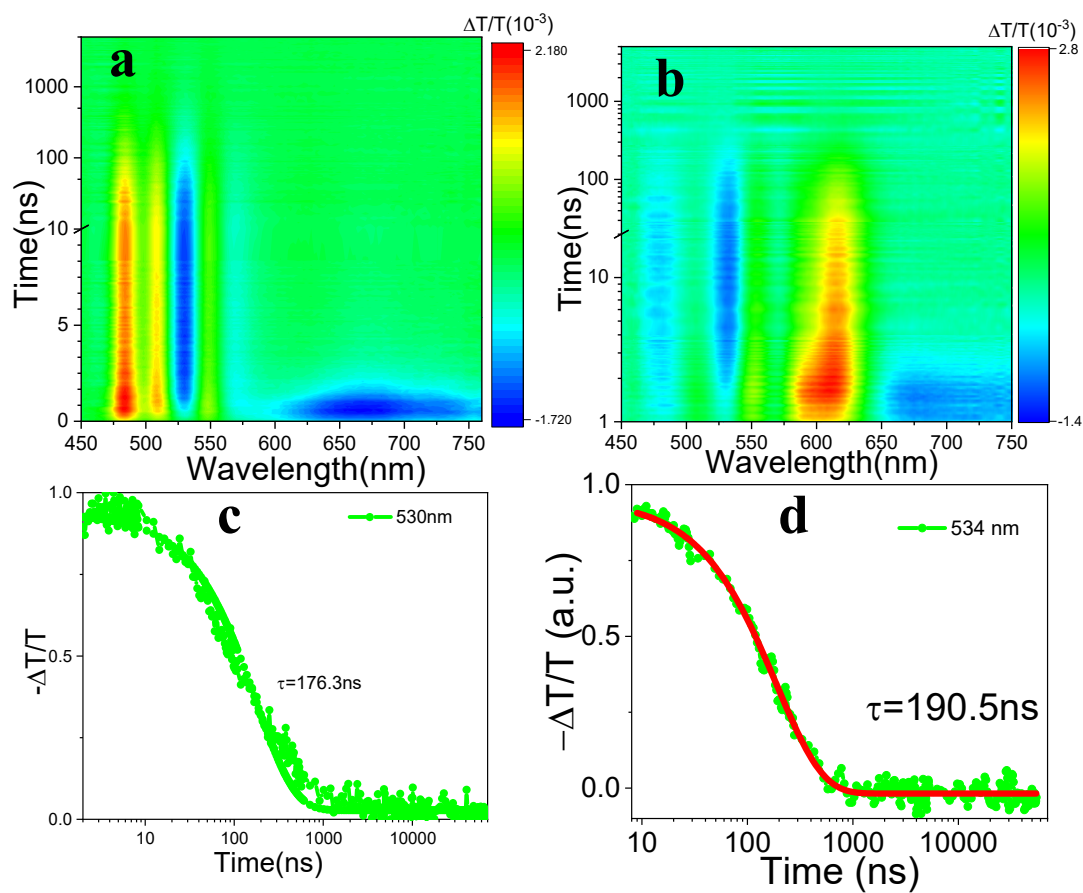 ΔT/T(10⁻³)
a
2.180
-1.720
1000
100
10
5
0
Time(ns)
450 500 550 600 650 700 750
Wavelength(nm)
ΔT/T(10⁻³)
b
2.8
-1.4
1000
100
10
1
Time(ns)
450 500 550 600 650 700 750
Wavelength(nm)
c
530nm
1.0
0.5
0.0
-ΔT/T
τ=176.3ns
10 100 1000 10000
Time(ns)
d
534 nm
1.0
0.5
0.0
−ΔT/T (a.u.)
τ=190.5ns
10 100 1000 10000
Time (ns)